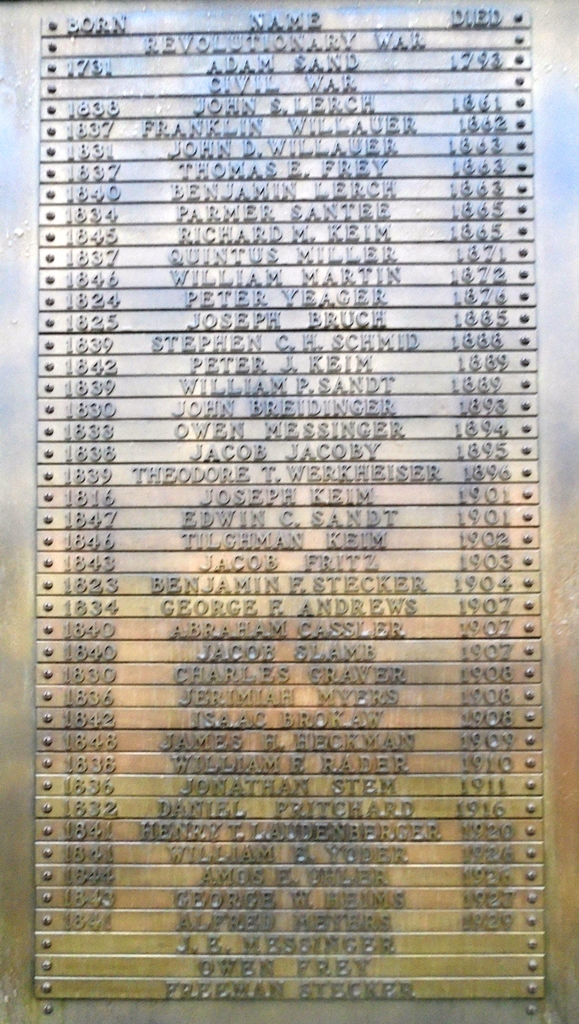 BORN NAME DIED
REVOLUTIONARY WAR
1731 ADAM SAND 1793
CIVIL WAR
1838 JOHN S. LERCH 1861
1837 FRANKLIN WILLAUER 1862
1831 JOHN D. WILLAUER 1863
1837 THOMAS E. FREY 1863
1840 BENJAMIN LERCH 1863
1834 PARMER SANTEE 1865
1845 RICHARD M. KEIM 1865
1837 QUINTUS MILLER 1871
1846 WILLIAM MARTIN 1872
1824 PETER YEAGER 1876
1825 JOSEPH BRUCH 1885
1839 STEPHEN C. H. SCHMID 1888
1842 PETER J. KEIM 1889
1839 WILLIAM P. SANDT 1889
1830 JOHN BREIDINGER 1893
1833 OWEN MESSINGER 1894
1838 JACOB JACOBY 1895
1839 THEODORE T. WERKHEISER 1896
1816 JOSEPH KEIM 1901
1847 EDWIN C. SANDT 1901
1846 TILGHMAN KEIM 1902
1843 JACOB FRITZ 1903
1823 BENJAMIN F. STECKER 1904
1834 GEORGE F. ANDREWS 1907
1840 ABRAHAM CASSLER 1907
1840 JACOB SLAMB 1907
1830 CHARLES GRAVER 1908
1836 JERIMIAH MYERS 1908
1842 ISAAC BROKAW 1908
1848 JAMES H. HECKMAN 1909
1838 WILLIAM F. RADER 1910
1836 JONATHAN STEM 1911
1832 DANIEL PRITCHARD 1916
1841 HENRY T. LAUDENBERGER 1920
1841 WILLIAM E. YODER 1926
1844 AMOS E. UHLER 1926
1843 GEORGE W. HEIMS 1927
1841 ALFRED MEYERS 1929
J. E. MESSINGER
OWEN FREY
FREEMAN STECKER